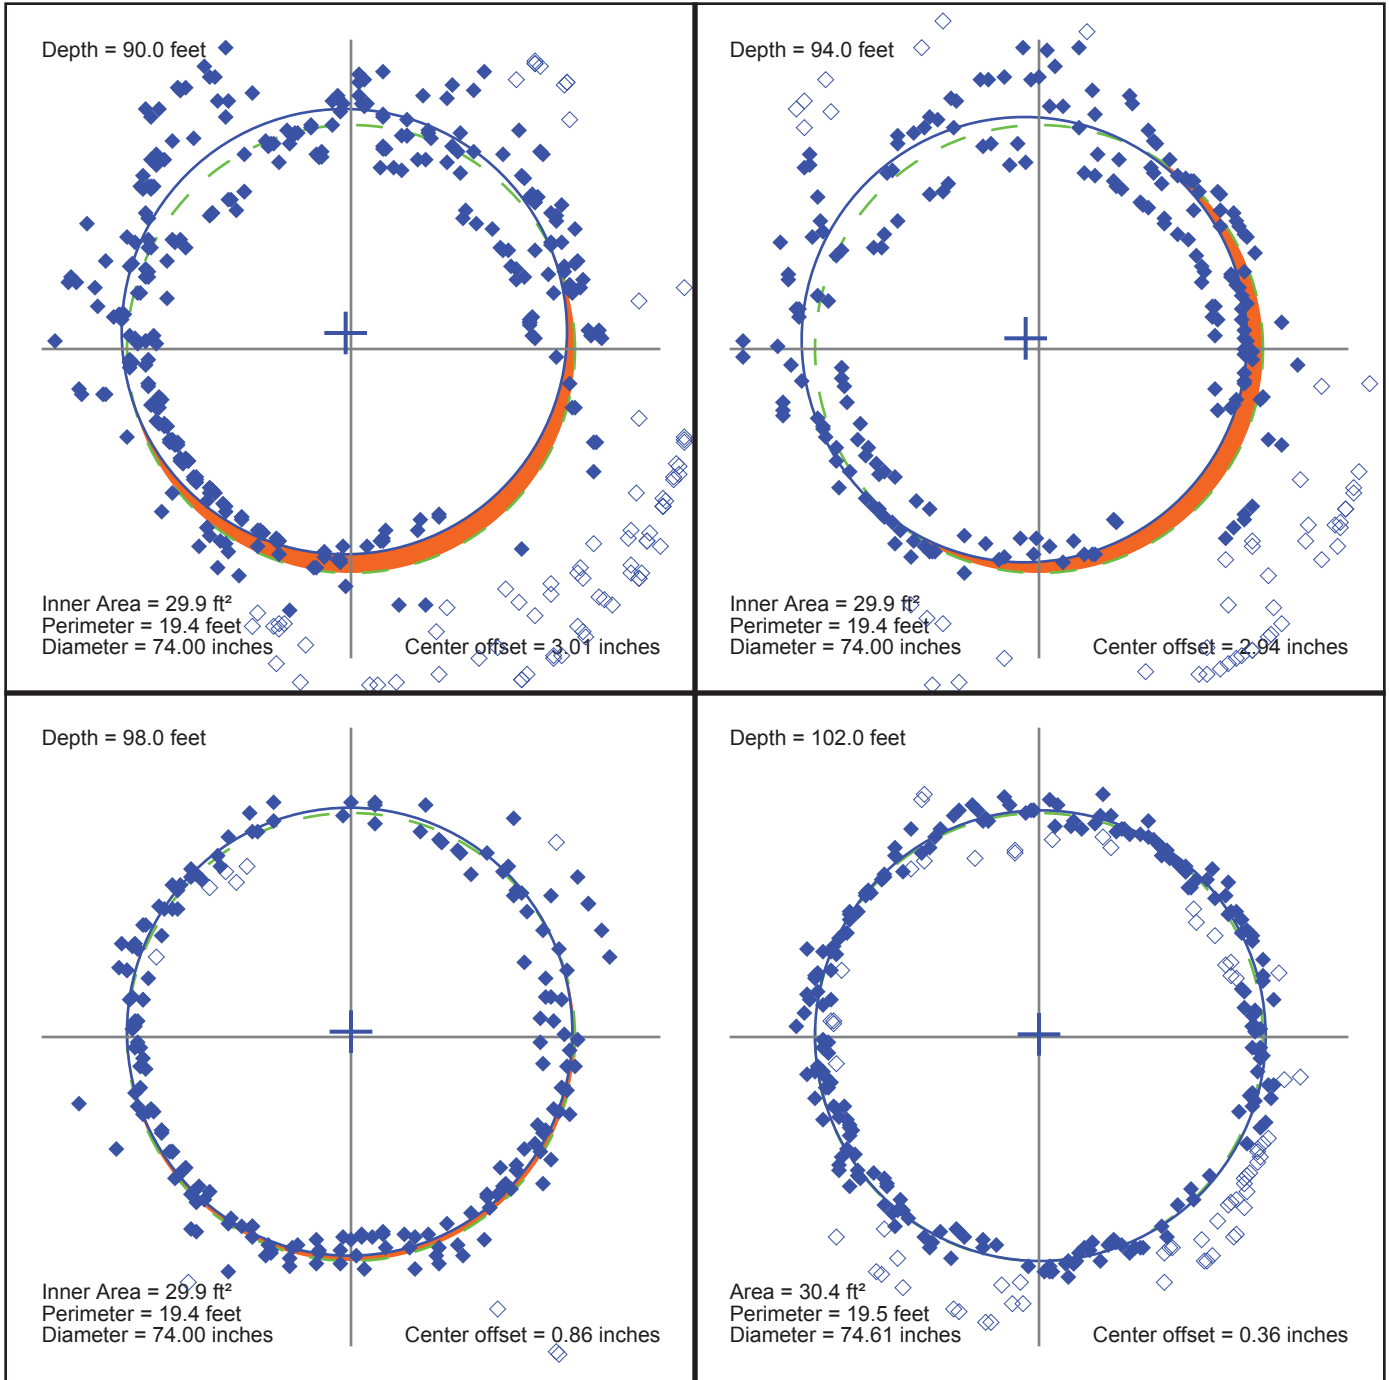 Depth = 90.0 feet
Inner Area = 29.9 ft²
Perimeter = 19.4 feet
Diameter = 74.00 inches
Center offset = 3.01 inches
Depth = 94.0 feet
Inner Area = 29.9 ft²
Perimeter = 19.4 feet
Diameter = 74.00 inches
Center offset = 2.94 inches
Depth = 98.0 feet
Inner Area = 29.9 ft²
Perimeter = 19.4 feet
Diameter = 74.00 inches
Center offset = 0.86 inches
Depth = 102.0 feet
Area = 30.4 ft²
Perimeter = 19.5 feet
Diameter = 74.61 inches
Center offset = 0.36 inches